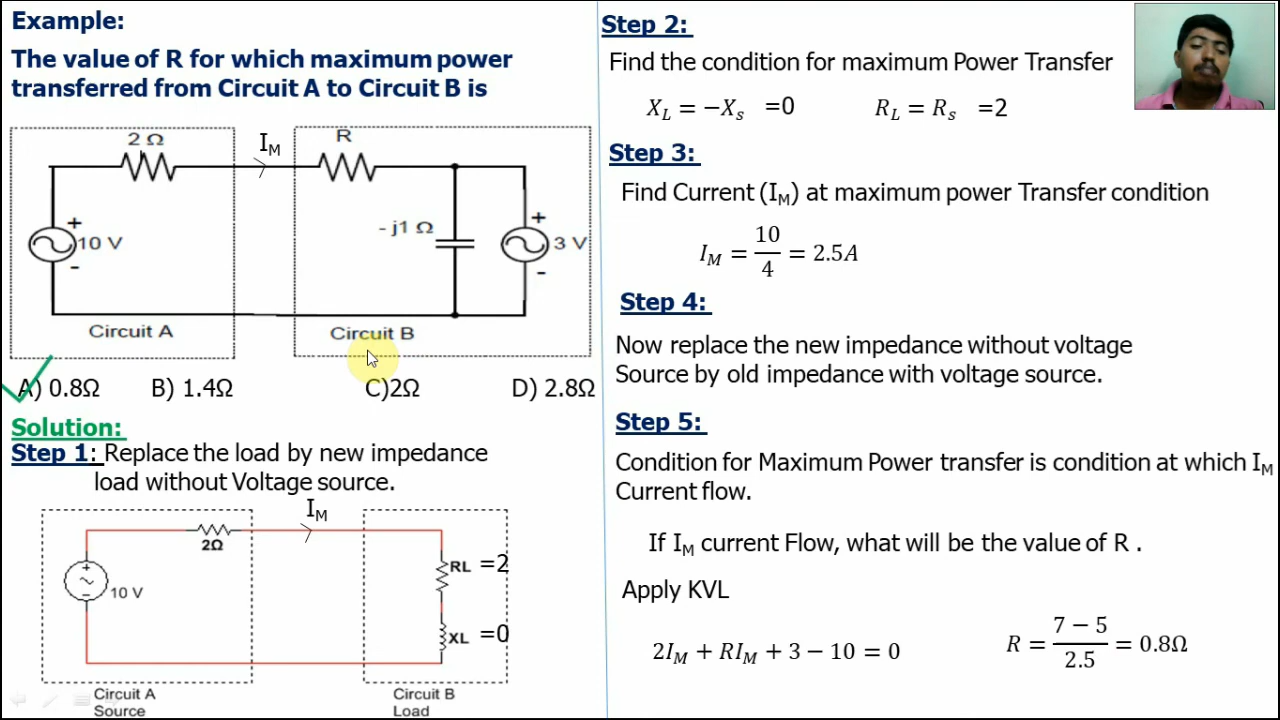 Example:
The value of R for which maximum power
transferred from Circuit A to Circuit B is
2 Ω
I_M
R
+
10 V
-
- j1 Ω
+
3 V
-
Circuit A
Circuit B
A) 0.8Ω B) 1.4Ω C)2Ω D) 2.8Ω
Solution:
Step 1: Replace the load by new impedance
load without Voltage source.
I_M
2Ω
+
10 V
-
RL =2
XL =0
Circuit A
Source
Circuit B
Load
Step 2:
Find the condition for maximum Power Transfer
X_L = −X_s =0 R_L = R_s =2
Step 3:
Find Current (I_M) at maximum power Transfer condition
I_M = 10/4 = 2.5A
Step 4:
Now replace the new impedance without voltage
Source by old impedance with voltage source.
Step 5:
Condition for Maximum Power transfer is condition at which I_M
Current flow.
If I_M current Flow, what will be the value of R .
Apply KVL
2I_M + RI_M + 3 − 10 = 0 R = (7 − 5)/2.5 = 0.8Ω